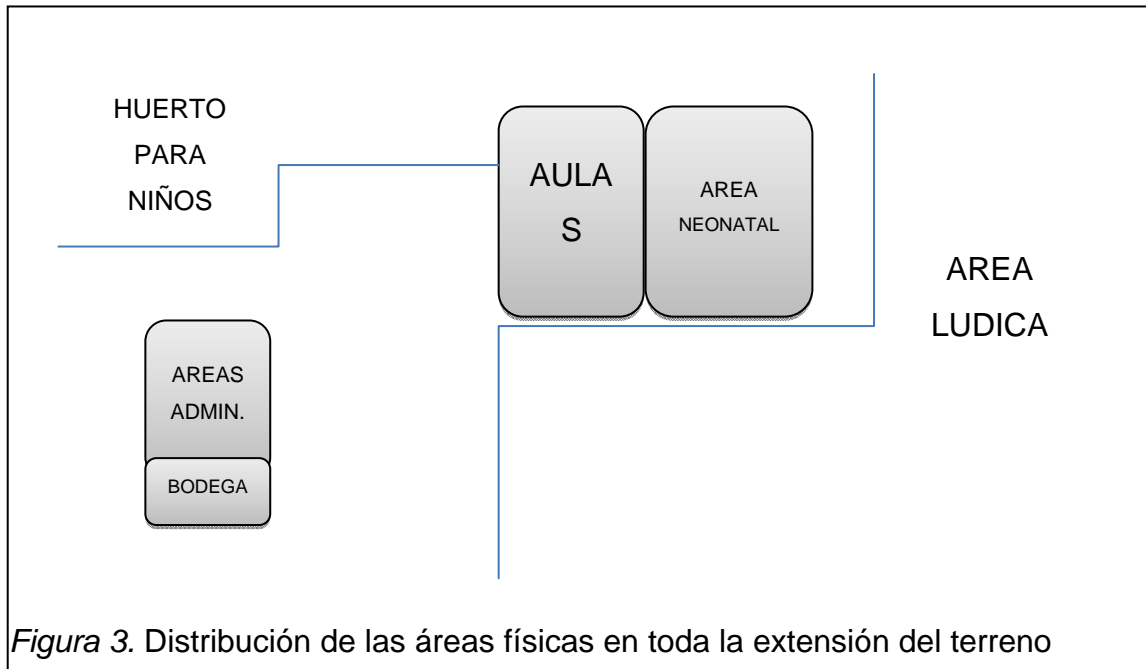 HUERTO
PARA
NIÑOS
AULA
S
AREA
NEONATAL
AREA
LUDICA
AREAS
ADMIN.
BODEGA
Figura 3. Distribución de las áreas físicas en toda la extensión del terreno